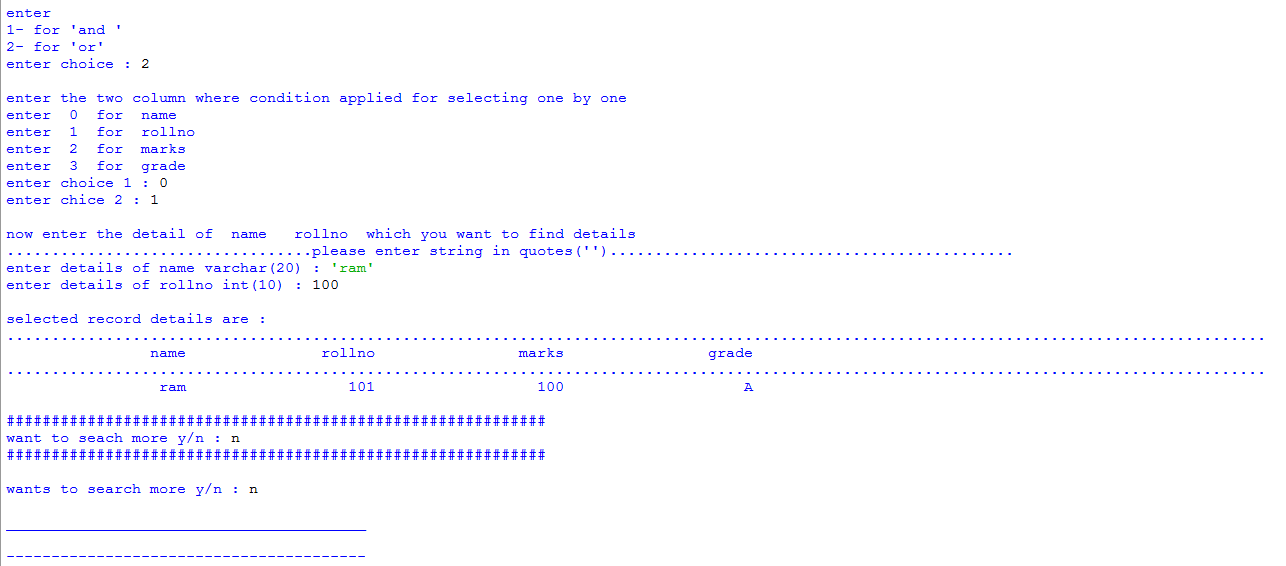 enter
1- for 'and '
2- for 'or'
enter choice : 2
enter the two column where condition applied for selecting one by one
enter  0  for  name
enter  1  for  rollno
enter  2  for  marks
enter  3  for  grade
enter choice 1 : 0
enter chice 2 : 1
now enter the detail of  name   rollno  which you want to find details
..................................please enter string in quotes('').............................................
enter details of name varchar(20) : 'ram'
enter details of rollno int(10) : 100
selected record details are :
............................................................................................................................................
name rollno marks grade
............................................................................................................................................
ram 101 100 A
############################################################
want to seach more y/n : n
############################################################
wants to search more y/n : n
________________________________________
----------------------------------------